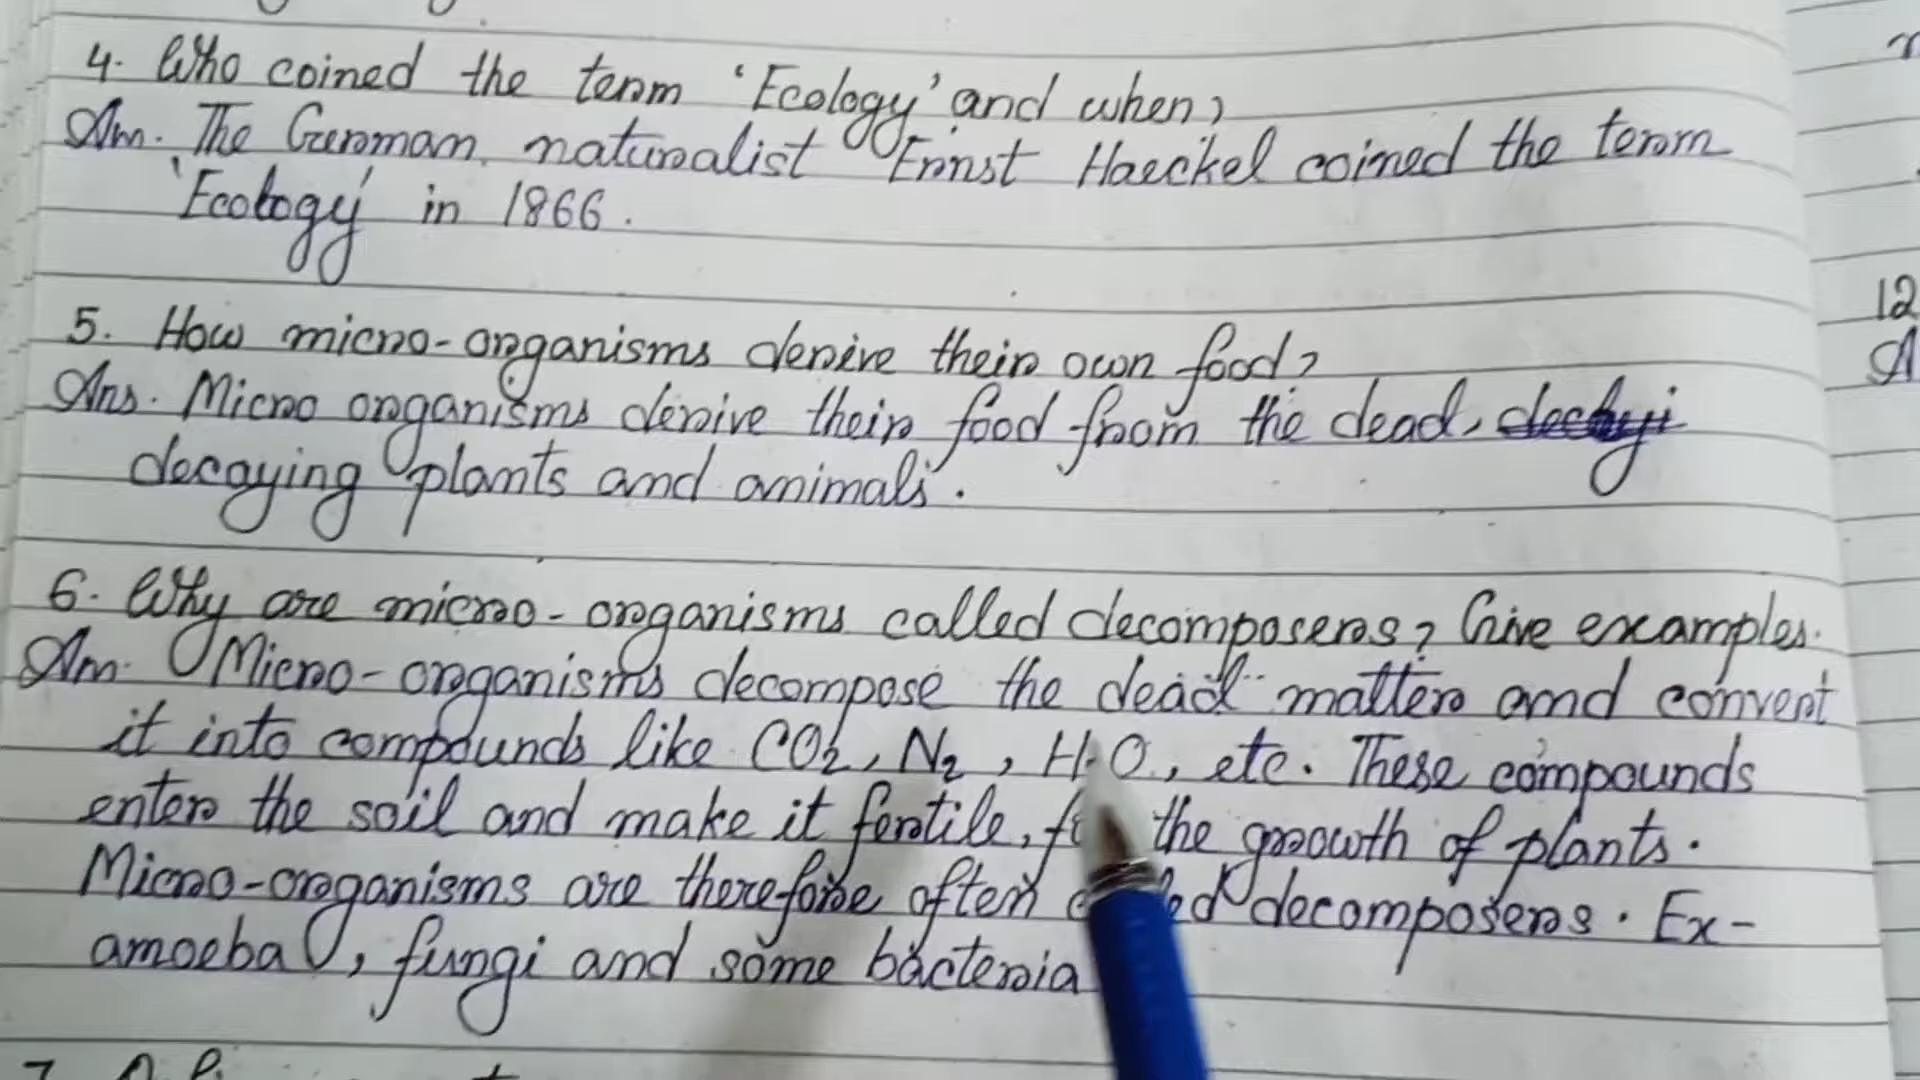 4. Who coined the term 'Ecology' and when?
Ans. The German naturalist Ernst Haeckel coined the term
'Ecology' in 1866.
5. How micro-organisms derive their own food?
Ans. Micro organisms derive their food from the dead,
decaying plants and animals.
6. Why are micro-organisms called decomposers? Give examples.
Ans. Micro-organisms decompose the dead matter and convert
it into compounds like CO2, N2, H2O, etc. These compounds
enter the soil and make it fertile, the growth of plants.
Micro-organisms are therefore often decomposers. Ex-
amoeba, fungi and some bacteria
12